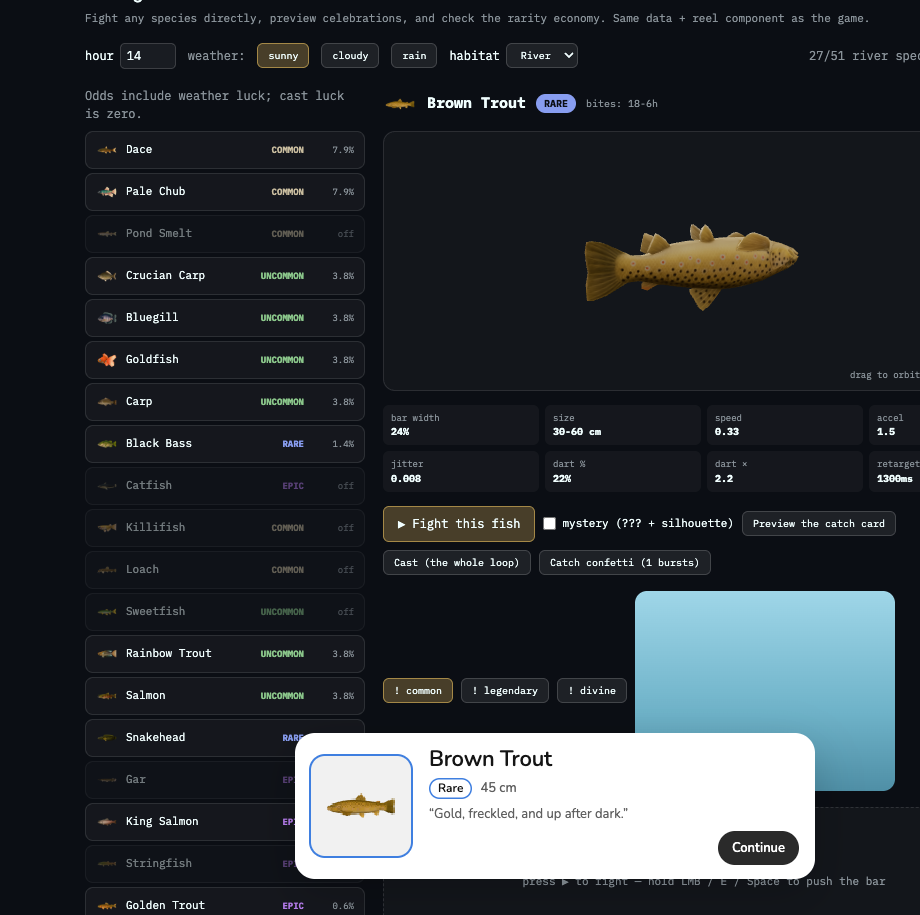 Fight any species directly, preview celebrations, and check the rarity economy. Same data + reel component as the game.
hour 14 weather: sunny cloudy rain habitat River 27/51 river spec
Odds include weather luck; cast luck
is zero.
Brown Trout RARE bites: 18-6h
Dace COMMON 7.9%
Pale Chub COMMON 7.9%
Pond Smelt COMMON off
Crucian Carp UNCOMMON 3.8%
Bluegill UNCOMMON 3.8%
Goldfish UNCOMMON 3.8%
Carp UNCOMMON 3.8%
Black Bass RARE 1.4%
Catfish EPIC off
Killifish COMMON off
Loach COMMON off
Sweetfish UNCOMMON off
Rainbow Trout UNCOMMON 3.8%
Salmon UNCOMMON 3.8%
Snakehead RARE
Gar EP
King Salmon EPI
Stringfish EP
Golden Trout EPIC 0.6%
drag to orbit
bar width
24%
size
30-60 cm
speed
0.33
accel
1.5
jitter
0.008
dart %
22%
dart ×
2.2
retarget
1300ms
▶ Fight this fish mystery (??? + silhouette) Preview the catch card
Cast (the whole loop) Catch confetti (1 bursts)
! common ! legendary ! divine
Brown Trout
Rare 45 cm
“Gold, freckled, and up after dark.”
Continue
press ▶ to fight — hold LMB / E / Space to push the bar